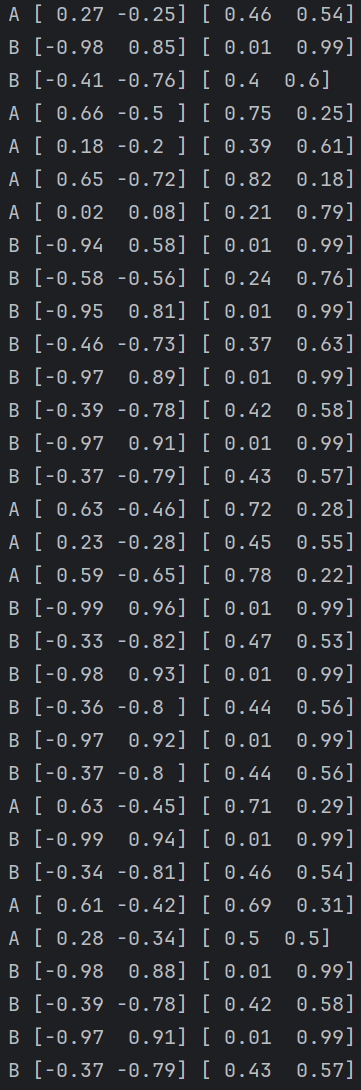 A [ 0.27 -0.25] [ 0.46  0.54]
B [-0.98  0.85] [ 0.01  0.99]
B [-0.41 -0.76] [ 0.4  0.6]
A [ 0.66 -0.5 ] [ 0.75  0.25]
A [ 0.18 -0.2 ] [ 0.39  0.61]
A [ 0.65 -0.72] [ 0.82  0.18]
A [ 0.02  0.08] [ 0.21  0.79]
B [-0.94  0.58] [ 0.01  0.99]
B [-0.58 -0.56] [ 0.24  0.76]
B [-0.95  0.81] [ 0.01  0.99]
B [-0.46 -0.73] [ 0.37  0.63]
B [-0.97  0.89] [ 0.01  0.99]
B [-0.39 -0.78] [ 0.42  0.58]
B [-0.97  0.91] [ 0.01  0.99]
B [-0.37 -0.79] [ 0.43  0.57]
A [ 0.63 -0.46] [ 0.72  0.28]
A [ 0.23 -0.28] [ 0.45  0.55]
A [ 0.59 -0.65] [ 0.78  0.22]
B [-0.99  0.96] [ 0.01  0.99]
B [-0.33 -0.82] [ 0.47  0.53]
B [-0.98  0.93] [ 0.01  0.99]
B [-0.36 -0.8 ] [ 0.44  0.56]
B [-0.97  0.92] [ 0.01  0.99]
B [-0.37 -0.8 ] [ 0.44  0.56]
A [ 0.63 -0.45] [ 0.71  0.29]
B [-0.99  0.94] [ 0.01  0.99]
B [-0.34 -0.81] [ 0.46  0.54]
A [ 0.61 -0.42] [ 0.69  0.31]
A [ 0.28 -0.34] [ 0.5  0.5]
B [-0.98  0.88] [ 0.01  0.99]
B [-0.39 -0.78] [ 0.42  0.58]
B [-0.97  0.91] [ 0.01  0.99]
B [-0.37 -0.79] [ 0.43  0.57]